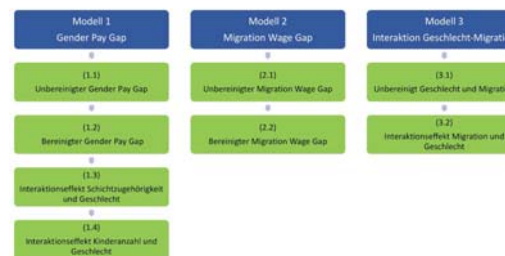 Modell 1
Gender Pay Gap
(1.1)
Unbereinigter Gender Pay Gap
(1.2)
Bereinigter Gender Pay Gap
(1.3)
Interaktionseffekt Schichtzugehörigkeit
und Geschlecht
(1.4)
Interaktionseffekt Kinderanzahl und
Geschlecht
Modell 2
Migration Wage Gap
(2.1)
Unbereinigter Migration Wage Gap
(2.2)
Bereinigter Migration Wage Gap
Modell 3
Interaktion Geschlecht-Migratio
(3.1)
Unbereinigt Geschlecht und Migratio
(3.2)
Interaktionseffekt Migration und
Geschlecht